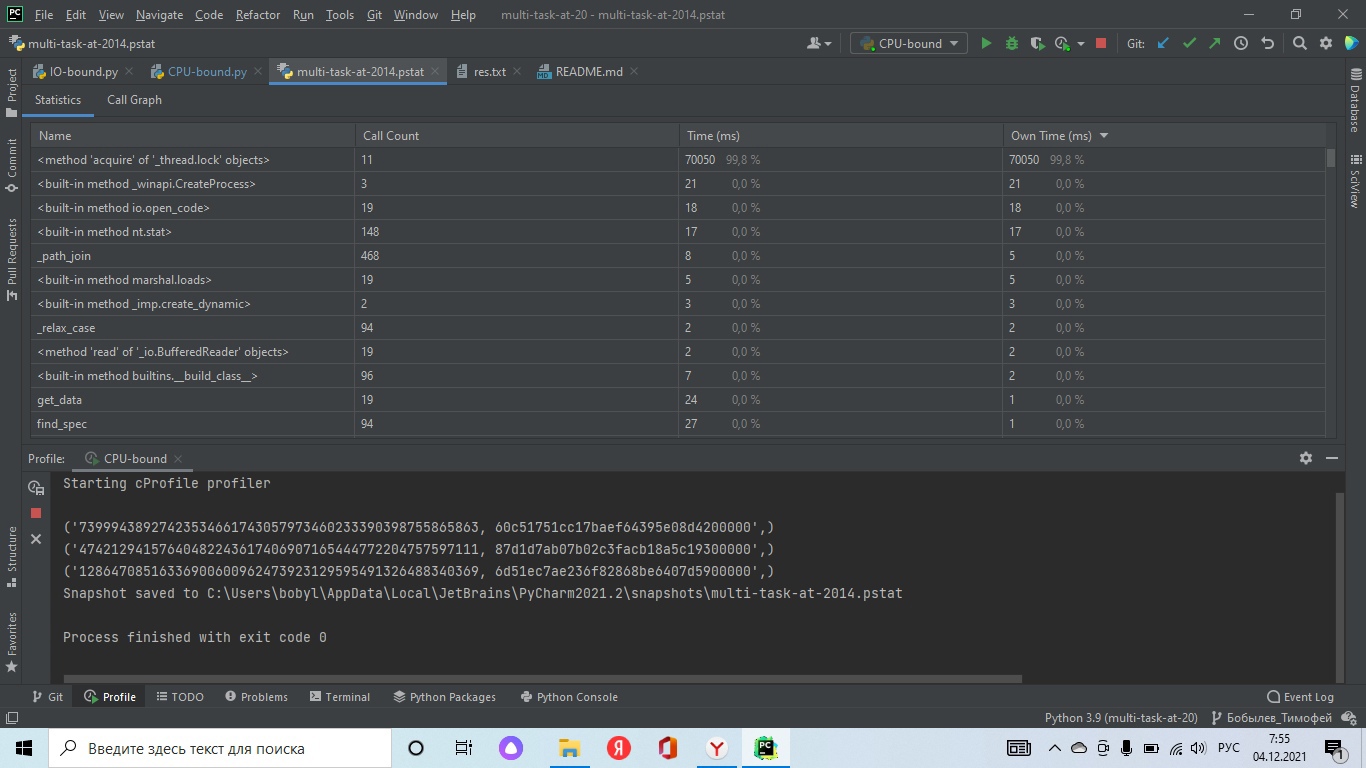 PC File Edit View Navigate Code Refactor Run Tools Git Window Help multi-task-at-20 - multi-task-at-2014.pstat
multi-task-at-2014.pstat CPU-bound Git:
IO-bound.py CPU-bound.py multi-task-at-2014.pstat res.txt README.md
Statistics Call Graph
Name Call Count Time (ms) Own Time (ms)
<method 'acquire' of '_thread.lock' objects> 11 70050 99,8 % 70050 99,8 %
<built-in method _winapi.CreateProcess> 3 21 0,0 % 21 0,0 %
<built-in method io.open_code> 19 18 0,0 % 18 0,0 %
<built-in method nt.stat> 148 17 0,0 % 17 0,0 %
_path_join 468 8 0,0 % 5 0,0 %
<built-in method marshal.loads> 19 5 0,0 % 5 0,0 %
<built-in method _imp.create_dynamic> 2 3 0,0 % 3 0,0 %
_relax_case 94 2 0,0 % 2 0,0 %
<method 'read' of '_io.BufferedReader' objects> 19 2 0,0 % 2 0,0 %
<built-in method builtins.__build_class__> 96 7 0,0 % 2 0,0 %
get_data 19 24 0,0 % 1 0,0 %
find_spec 94 27 0,0 % 1 0,0 %
Project
Commit
Pull Requests
Structure
Favorites
Database
SciView
Profile: CPU-bound
Starting cProfile profiler
('73999438927423534661743057973460233390398755865863, 60c51751cc17baef64395e08d4200000',)
('47421294157640482243617406907165444772204757597111, 87d1d7ab07b02c3facb18a5c19300000',)
('12864708516336900600962473923129595491326488340369, 6d51ec7ae236f82868be6407d5900000',)
Snapshot saved to C:\Users\bobyl\AppData\Local\JetBrains\PyCharm2021.2\snapshots\multi-task-at-2014.pstat
Process finished with exit code 0
Git Profile TODO Problems Terminal Python Packages Python Console Event Log
Python 3.9 (multi-task-at-20) Бобылев_Тимофей
Введите здесь текст для поиска Я Y PC РУС 7:55
04.12.2021 1